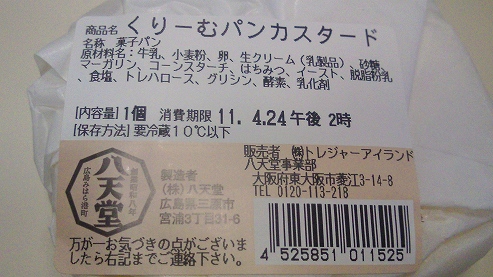 商品名 くりーむパンカスタード
名称 菓子パン
原材料名：牛乳、小麦粉、卵、生クリーム（乳製品）、砂糖、
マーガリン、コーンスターチ、はちみつ、イースト、脱脂粉乳
、食塩、トレハロース、グリシン、酵素、乳化剤
[内容量] 1個 消費期限 11. 4.24午後 2時
[保存方法] 要冷蔵10℃以下
八天堂
広島みはら港町
製造者
(株)八天堂
広島県三原市
宮浦3丁目31-6
万が一お気づきの点がございま
したら右記までご連絡下さい。
販売者 ㈱トレジャーアイランド
八天堂事業部
大阪府東大阪市菱江3-14-8
TEL 0120-113-218
4 525851 011525